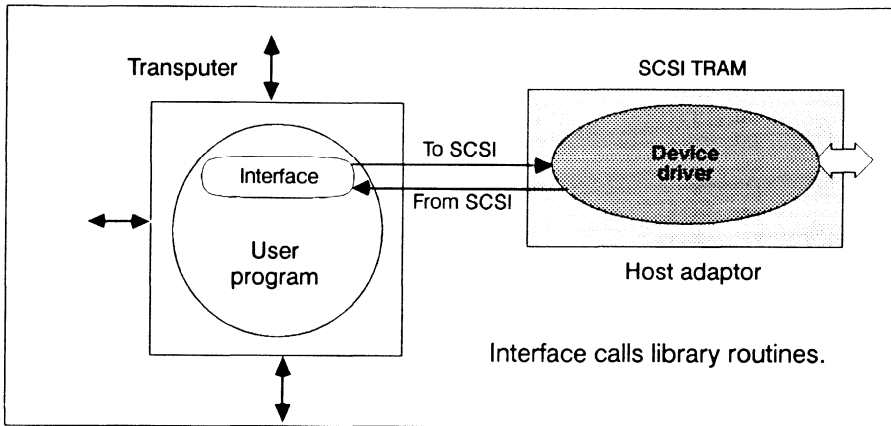 Transputer
SCSI TRAM
To SCSI
Device
driver
Interface
From SCSI
User
program
Host adaptor
Interface calls library routines.